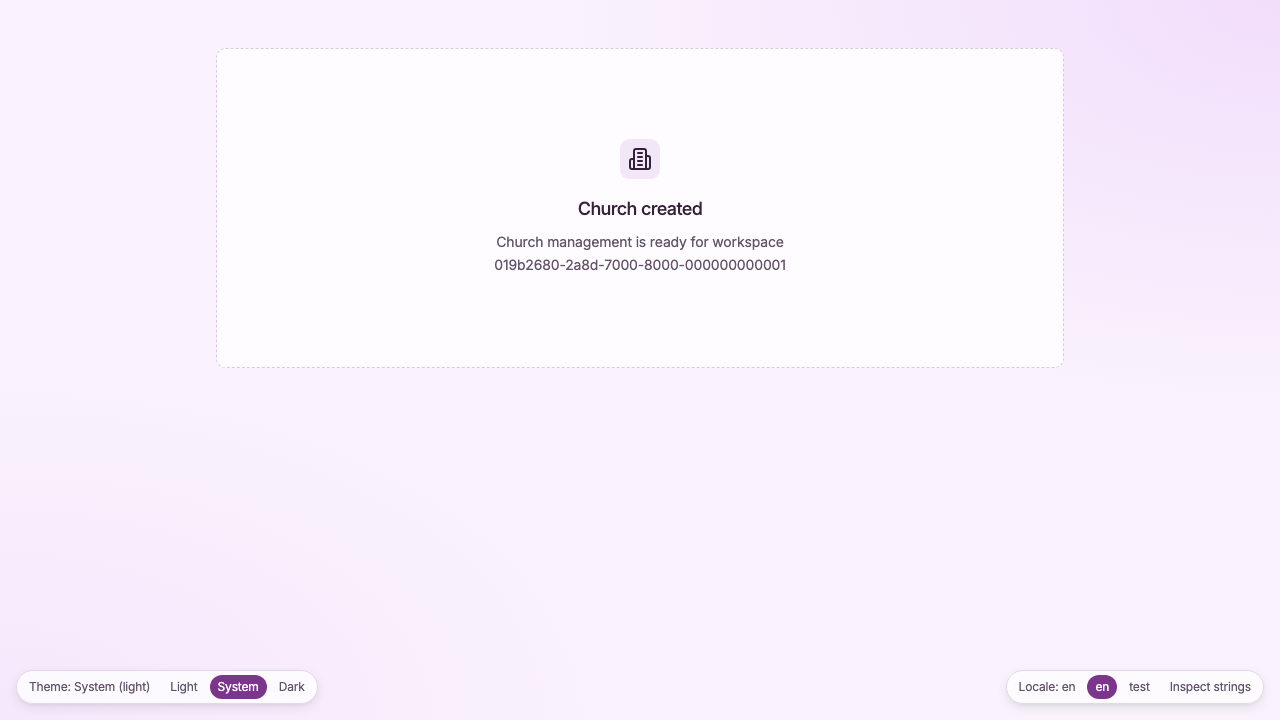 Church created
Church management is ready for workspace
019b2680-2a8d-7000-8000-000000000001
Theme: System (light) Light System Dark
Locale: en en test Inspect strings